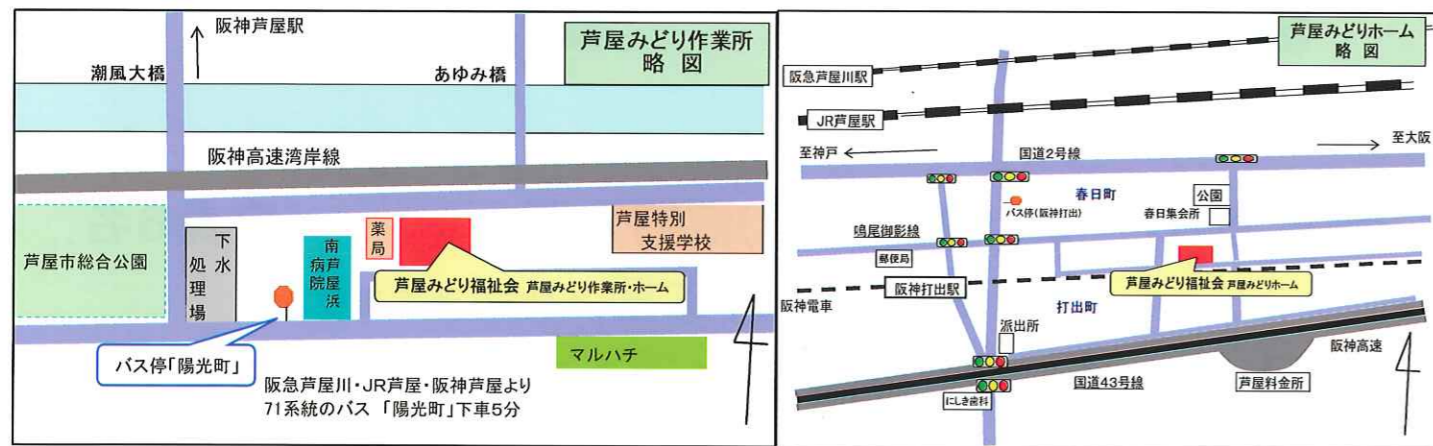 阪神芦屋駅
芦屋みどり作業所
略 図
潮風大橋
あゆみ橋
阪神高速湾岸線
芦屋市総合公園
下水
処理場
南芦屋浜
病院
薬局
芦屋特別
支援学校
芦屋みどり福祉会 芦屋みどり作業所・ホーム
バス停「陽光町」
マルハチ
阪急芦屋川・JR芦屋・阪神芦屋より
71系統のバス 「陽光町」下車5分
芦屋みどりホーム
略 図
阪急芦屋川駅
JR芦屋駅
至神戸
国道2号線
至大阪
春日町
公園
バス停(阪神打出)
春日集会所
鳴尾御影線
郵便局
阪神打出駅
芦屋みどり福祉会 芦屋みどりホーム
阪神電車
打出町
派出所
阪神高速
国道43号線
芦屋料金所
にしき歯科